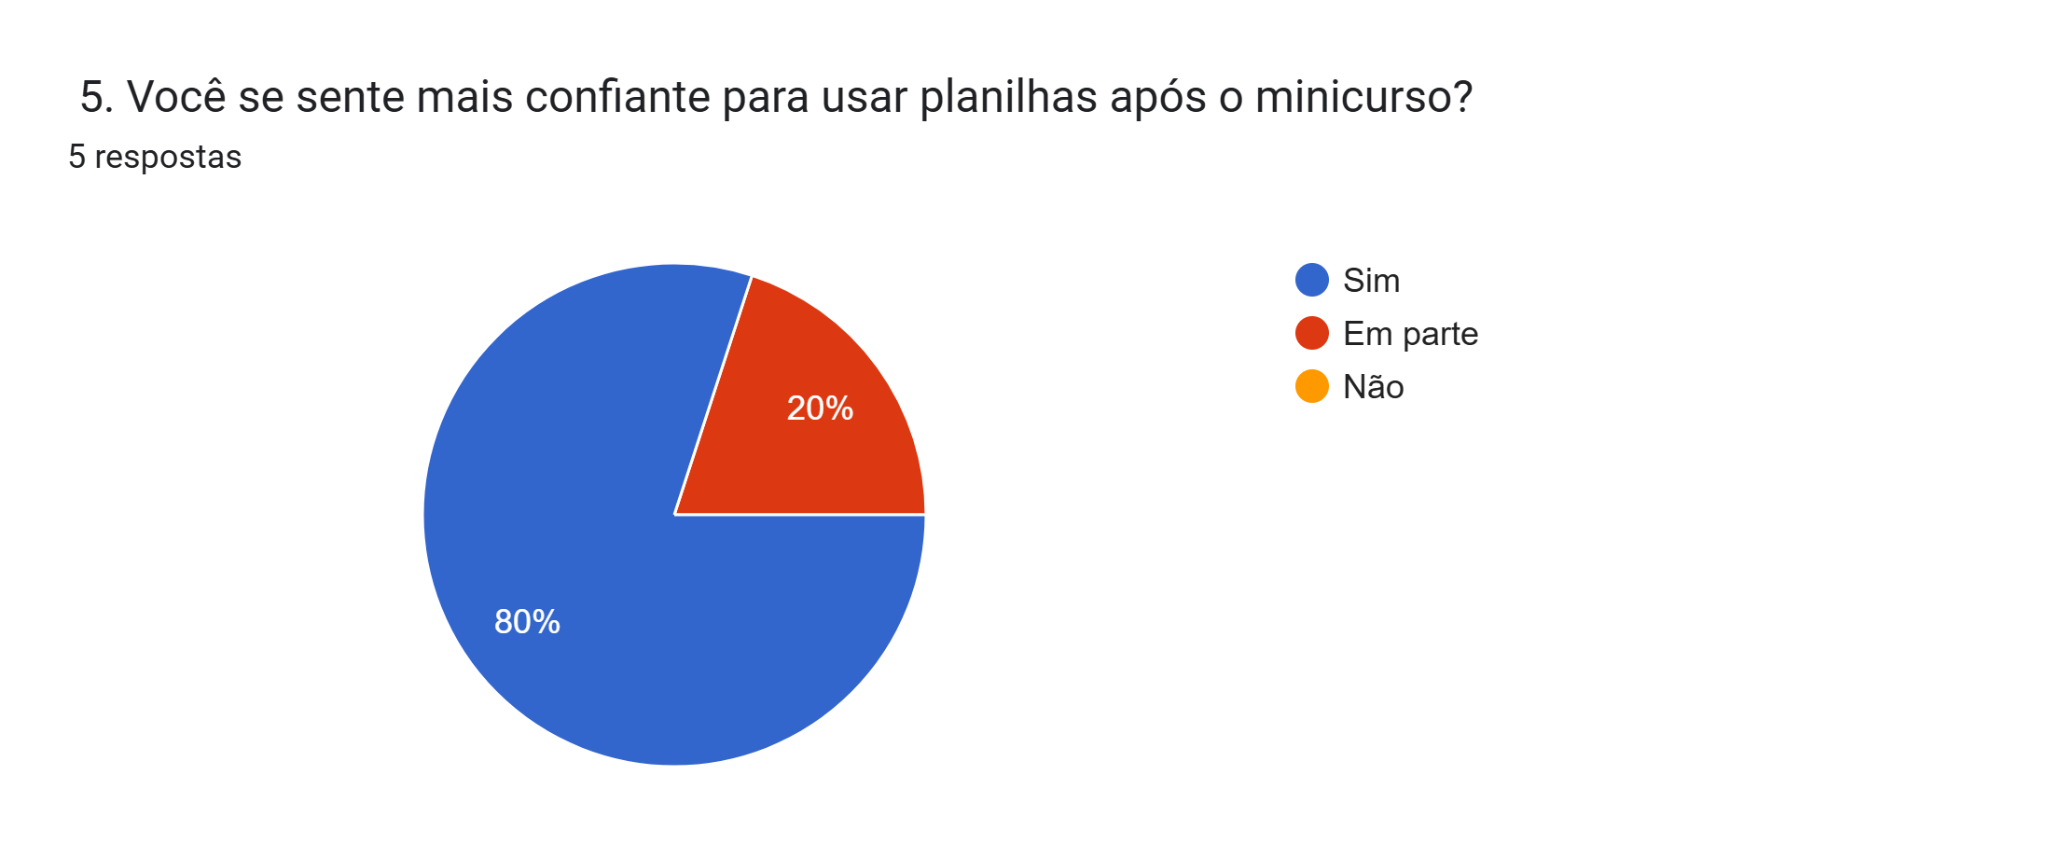 5. Você se sente mais confiante para usar planilhas após o minicurso?
5 respostas
Sim
Em parte
Não
20%
80%